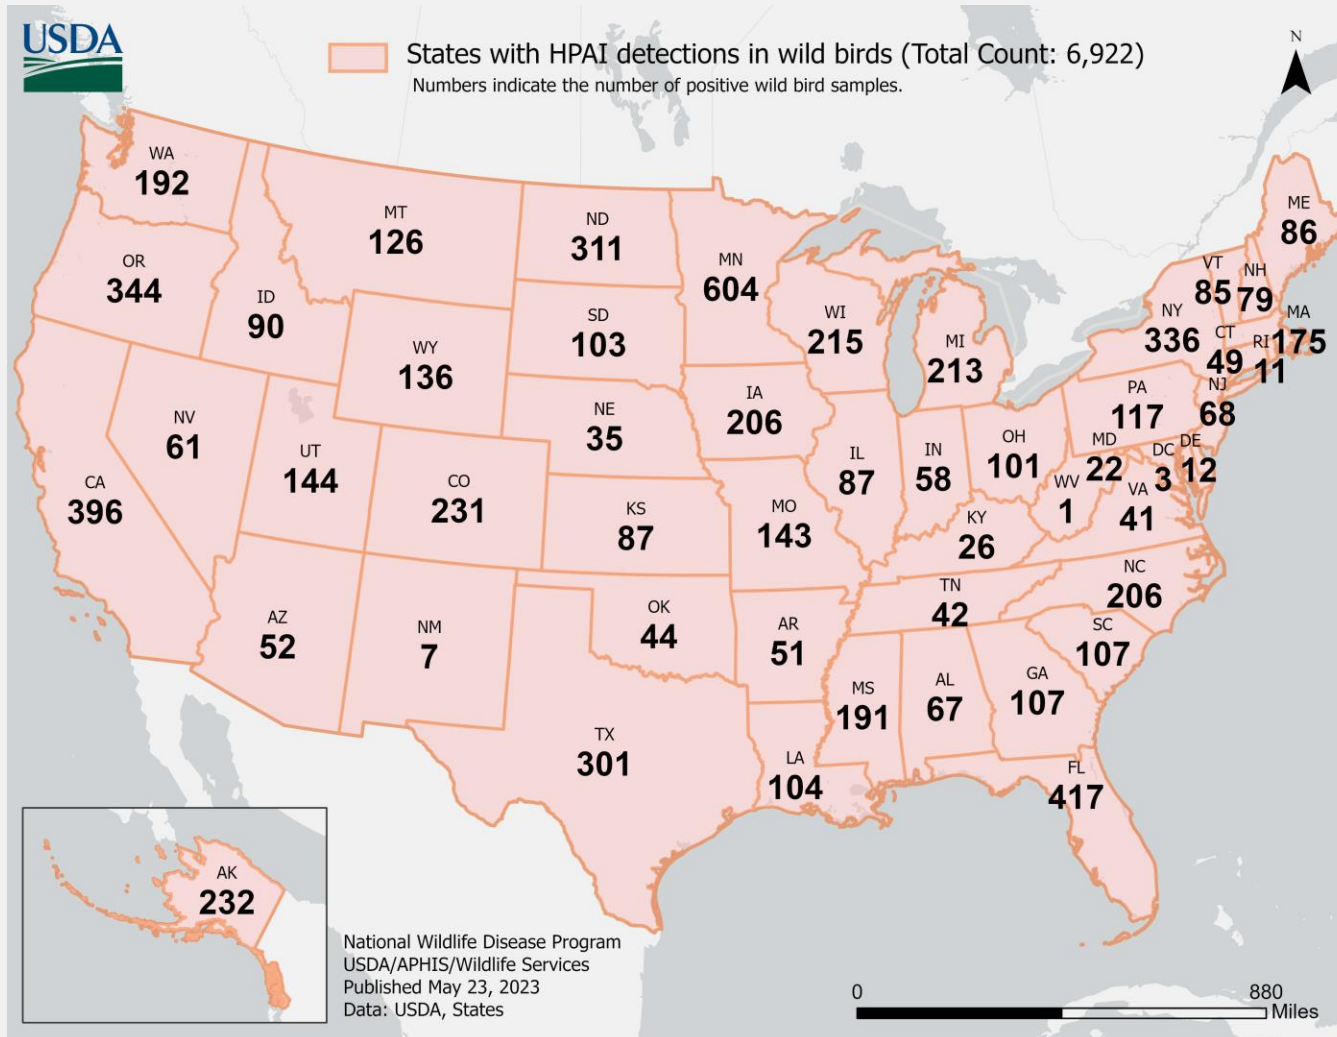 USDA
States with HPAI detections in wild birds (Total Count: 6,922)
Numbers indicate the number of positive wild bird samples.
N
WA
192
MT
126
ND
311
MN
604
ME
86
OR
344
ID
90
SD
103
WI
215
MI
213
VT
85
NH
79
NY
336
MA
175
CT
49
RI
11
WY
136
NE
35
IA
206
PA
117
NJ
68
NV
61
UT
144
CO
231
IL
87
IN
58
OH
101
MD
22
DC
3
DE
12
CA
396
KS
87
MO
143
WV
1
VA
41
KY
26
AZ
52
NM
7
OK
44
AR
51
TN
42
NC
206
SC
107
MS
191
AL
67
GA
107
TX
301
LA
104
FL
417
AK
232
National Wildlife Disease Program
USDA/APHIS/Wildlife Services
Published May 23, 2023
Data: USDA, States
0 880
Miles